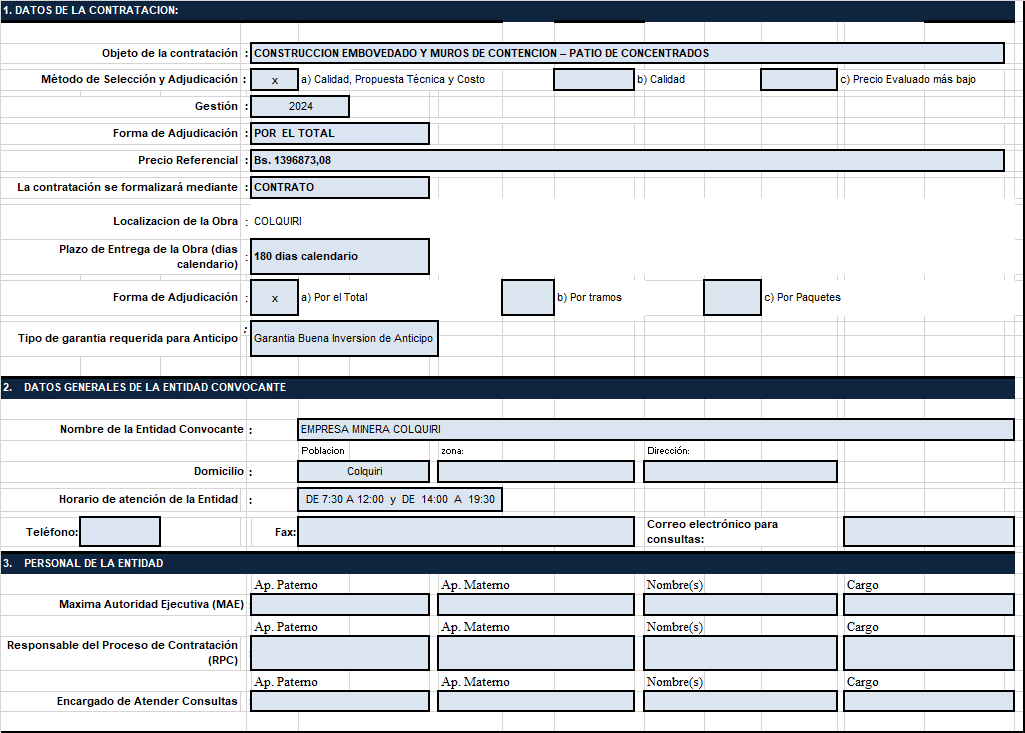 1. DATOS DE LA CONTRATACION:
Objeto de la contratación : CONSTRUCCION EMBOVEDADO Y MUROS DE CONTENCION – PATIO DE CONCENTRADOS
Método de Selección y Adjudicación : x a) Calidad, Propuesta Técnica y Costo b) Calidad c) Precio Evaluado más bajo
Gestión : 2024
Forma de Adjudicación : POR EL TOTAL
Precio Referencial : Bs. 1396873,08
La contratación se formalizará mediante : CONTRATO
Localizacion de la Obra : COLQUIRI
Plazo de Entrega de la Obra (dias
calendario) : 180 dias calendario
Forma de Adjudicación : x a) Por el Total b) Por tramos c) Por Paquetes
Tipo de garantia requerida para Anticipo : Garantia Buena Inversion de Anticipo
2. DATOS GENERALES DE LA ENTIDAD CONVOCANTE
Nombre de la Entidad Convocante : EMPRESA MINERA COLQUIRI
Poblacion zona: Dirección:
Domicilio : Colquiri
Horario de atención de la Entidad : DE 7:30 A 12:00 y DE 14:00 A 19:30
Teléfono: Fax: Correo electrónico para
consultas:
3. PERSONAL DE LA ENTIDAD
Ap. Paterno Ap. Materno Nombre(s) Cargo
Maxima Autoridad Ejecutiva (MAE) :
Ap. Paterno Ap. Materno Nombre(s) Cargo
Responsable del Proceso de Contratación
(RPC) :
Ap. Paterno Ap. Materno Nombre(s) Cargo
Encargado de Atender Consultas :